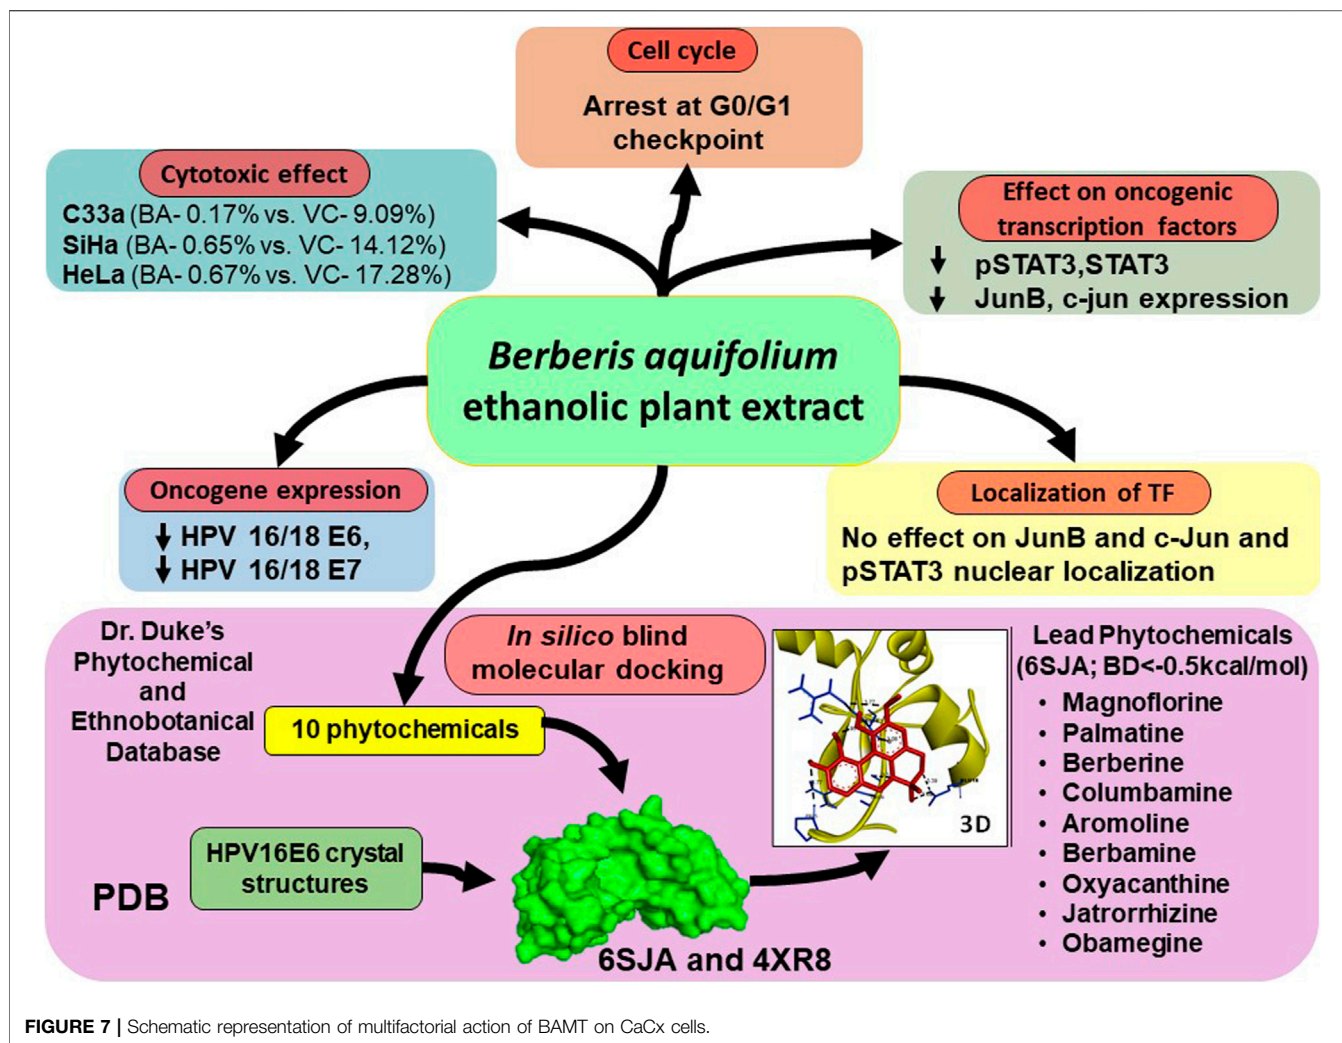 Cell cycle
Arrest at G0/G1
checkpoint
Cytotoxic effect
C33a (BA- 0.17% vs. VC- 9.09%)
SiHa (BA- 0.65% vs. VC- 14.12%)
HeLa (BA- 0.67% vs. VC- 17.28%)
Effect on oncogenic
transcription factors
pSTAT3,STAT3
JunB, c-jun expression
Berberis aquifolium
ethanolic plant extract
Oncogene expression
HPV 16/18 E6,
HPV 16/18 E7
Localization of TF
No effect on JunB and c-Jun and
pSTAT3 nuclear localization
Dr. Duke's
Phytochemical
and
Ethnobotanical
Database
In silico blind
molecular docking
10 phytochemicals
HPV16E6 crystal
structures
PDB
6SJA and 4XR8
3D
Lead Phytochemicals
(6SJA; BD<-0.5kcal/mol)
• Magnoflorine
• Palmatine
• Berberine
• Columbamine
• Aromoline
• Berbamine
• Oxyacanthine
• Jatrorrhizine
• Obamegine
FIGURE 7 | Schematic representation of multifactorial action of BAMT on CaCx cells.